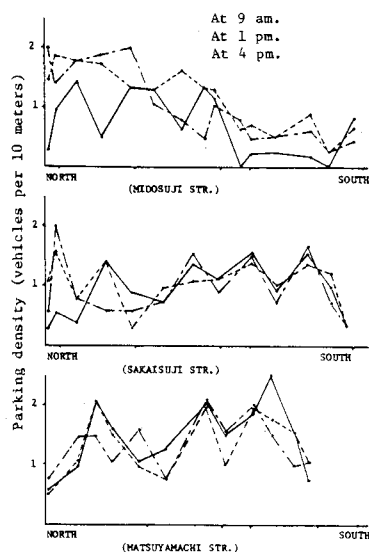 At 9 am.
At 1 pm.
At 4 pm.
Parking density (vehicles per 10 meters)
2
1
NORTH
SOUTH
(MIDOSUJI STR.)
2
1
NORTH
SOUTH
(SAKAISUJI STR.)
2
1
NORTH
SOUTH
(MATSUYAMACHI STR.)